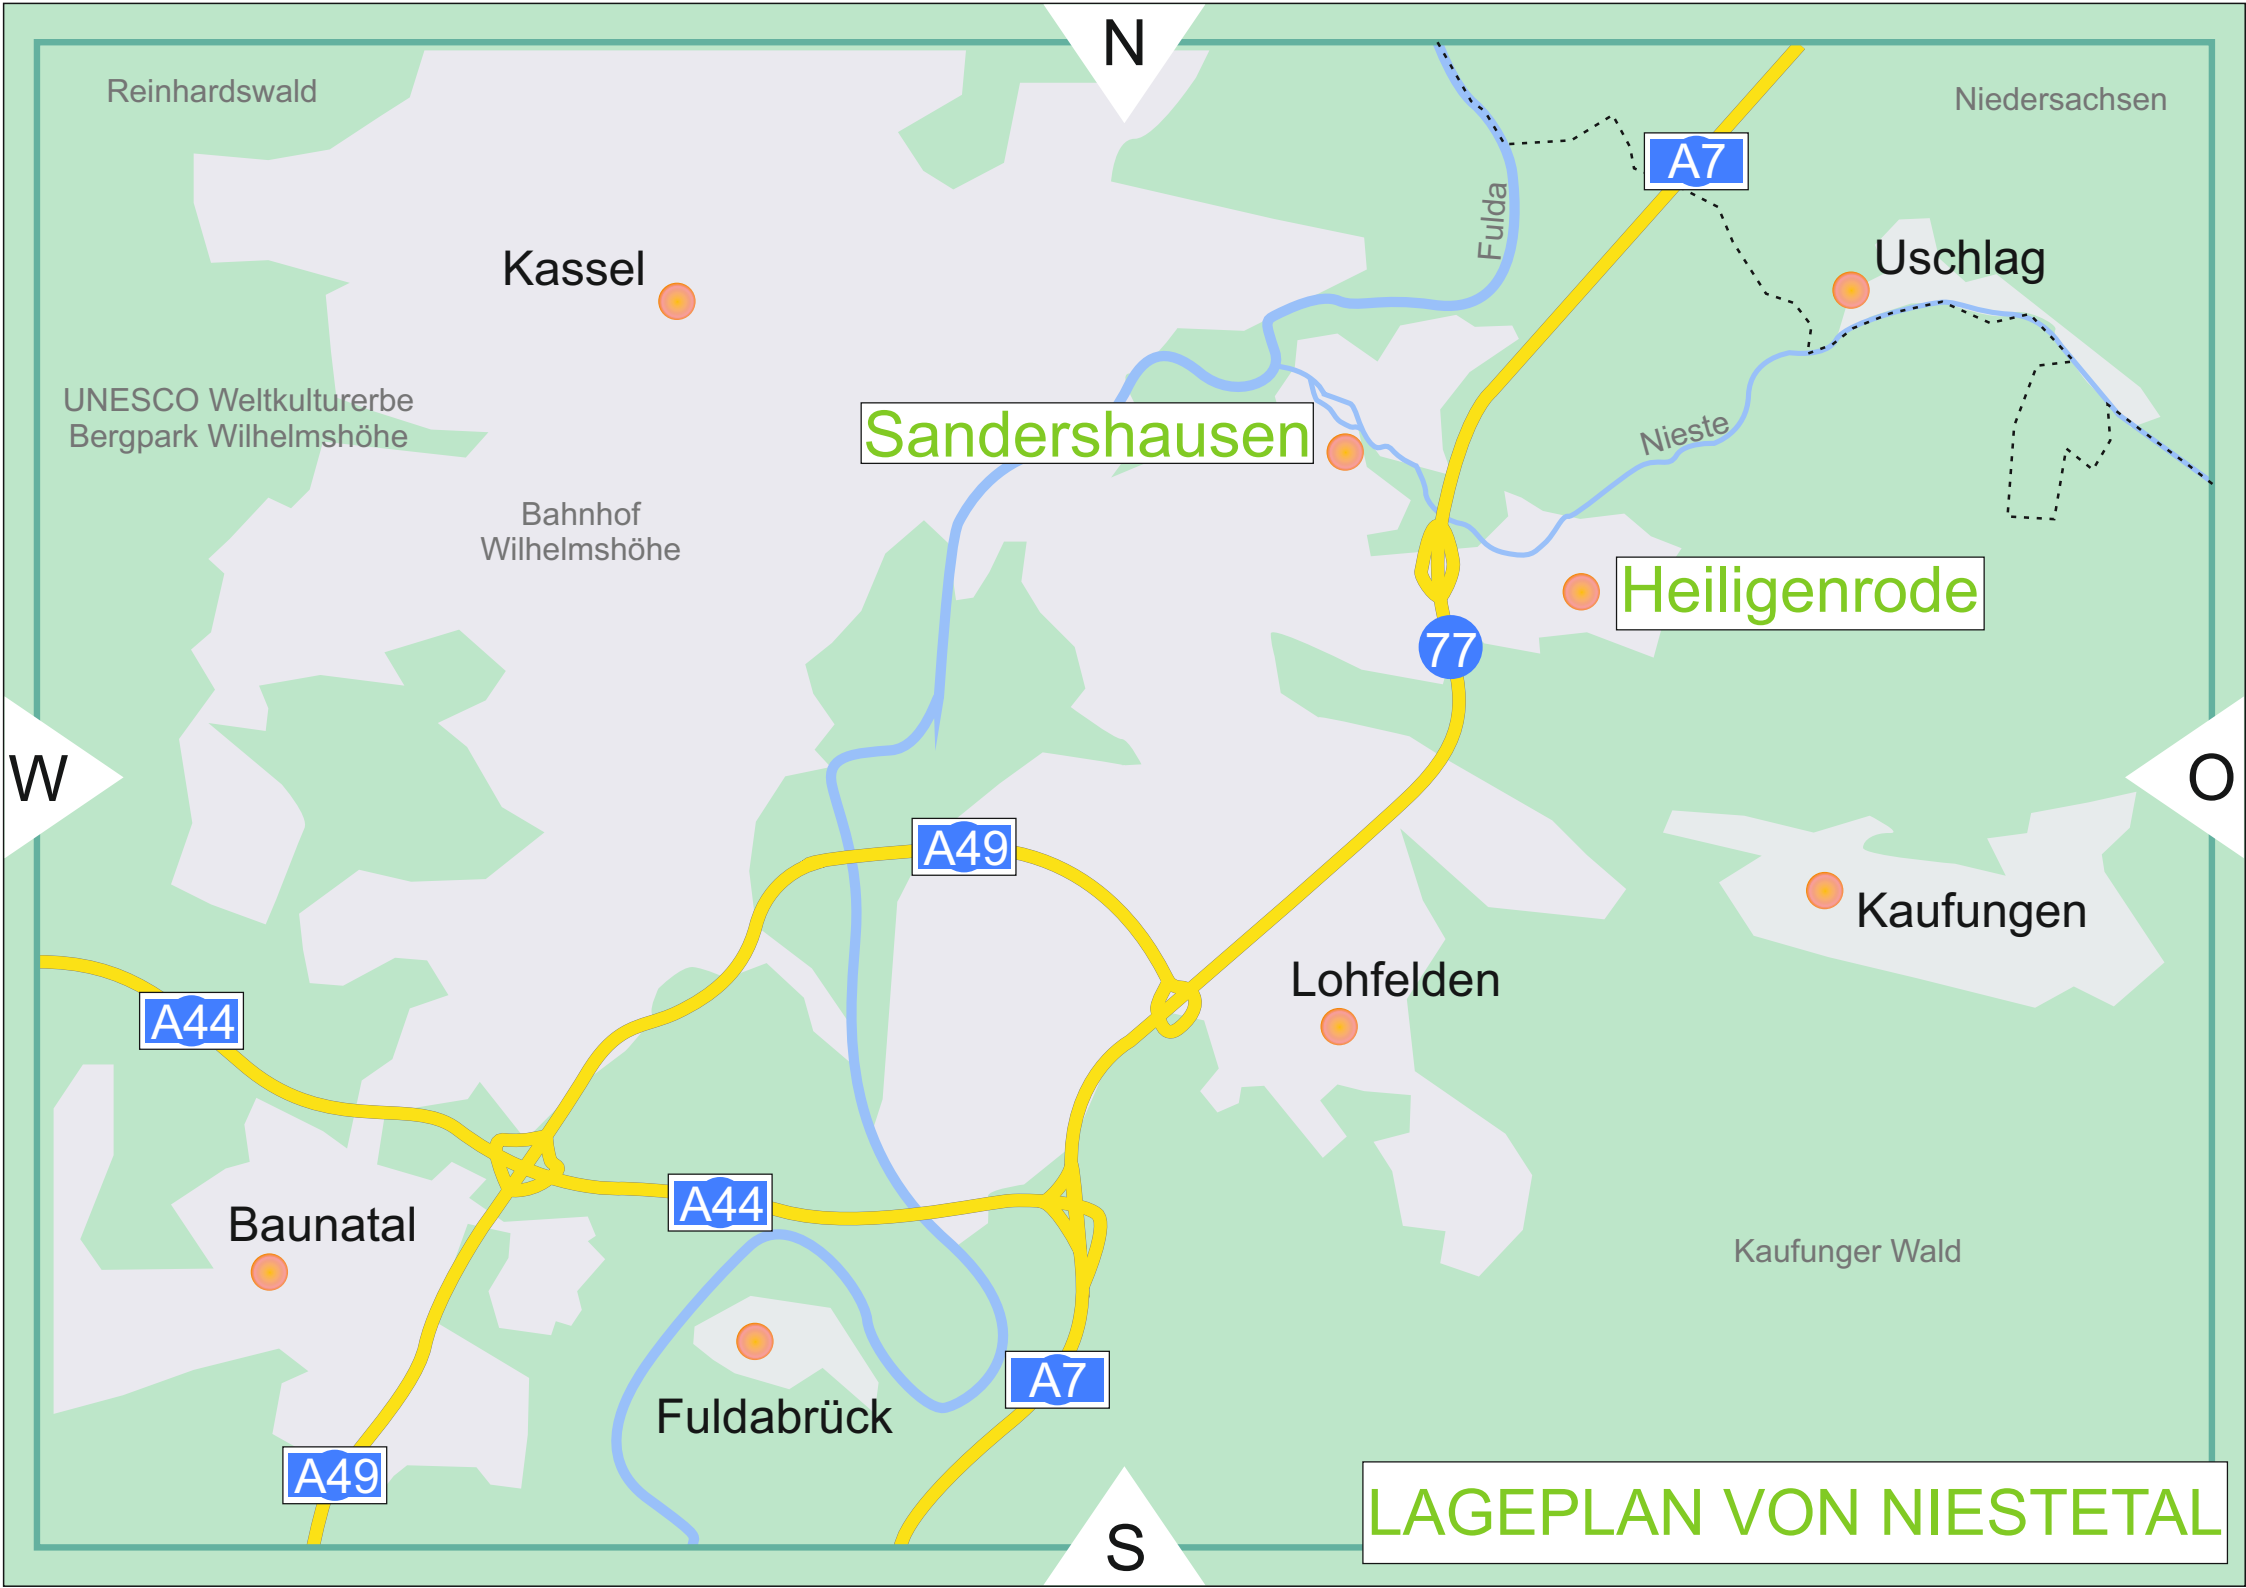 N
Reinhardswald
Niedersachsen
A7
Fulda
Kassel
Uschlag
UNESCO Weltkulturerbe
Bergpark Wilhelmshöhe
Sandershausen
Nieste
Bahnhof
Wilhelmshöhe
Heiligenrode
77
W
O
A49
Kaufungen
Lohfelden
A44
A44
Baunatal
Kaufunger Wald
A7
Fuldabrück
A49
LAGEPLAN VON NIESTETAL
S